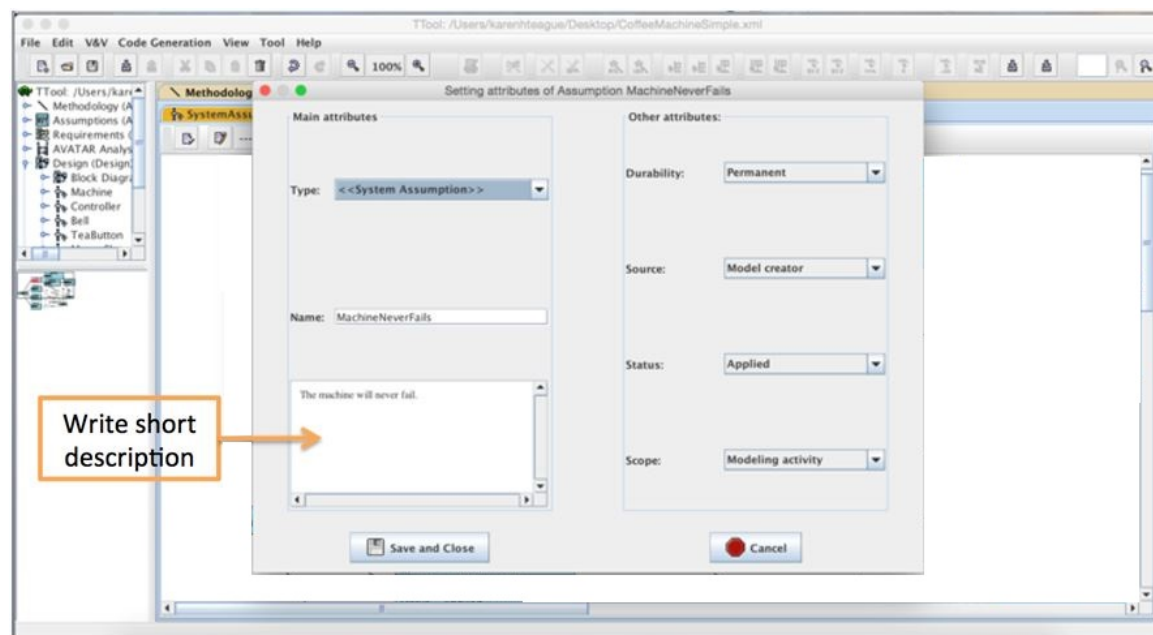 TTool: /Users/karenhteague/Desktop/CoffeeMachineSimple.xml
File Edit V&V Code Generation View Tool Help
100%
TTool: /Users/kare
Methodology (A
Assumptions (A
Requirements (
AVATAR Analys
Design (Design
Block Diagra
Machine
Controller
Bell
TeaButton
Methodolog
SystemAssu
Setting attributes of Assumption MachineNeverFails
Main attributes
Type: <<System Assumption>>
Name: MachineNeverFails
The machine will never fail.
Other attributes:
Durability: Permanent
Source: Model creator
Status: Applied
Scope: Modeling activity
Save and Close
Cancel
Write short
description